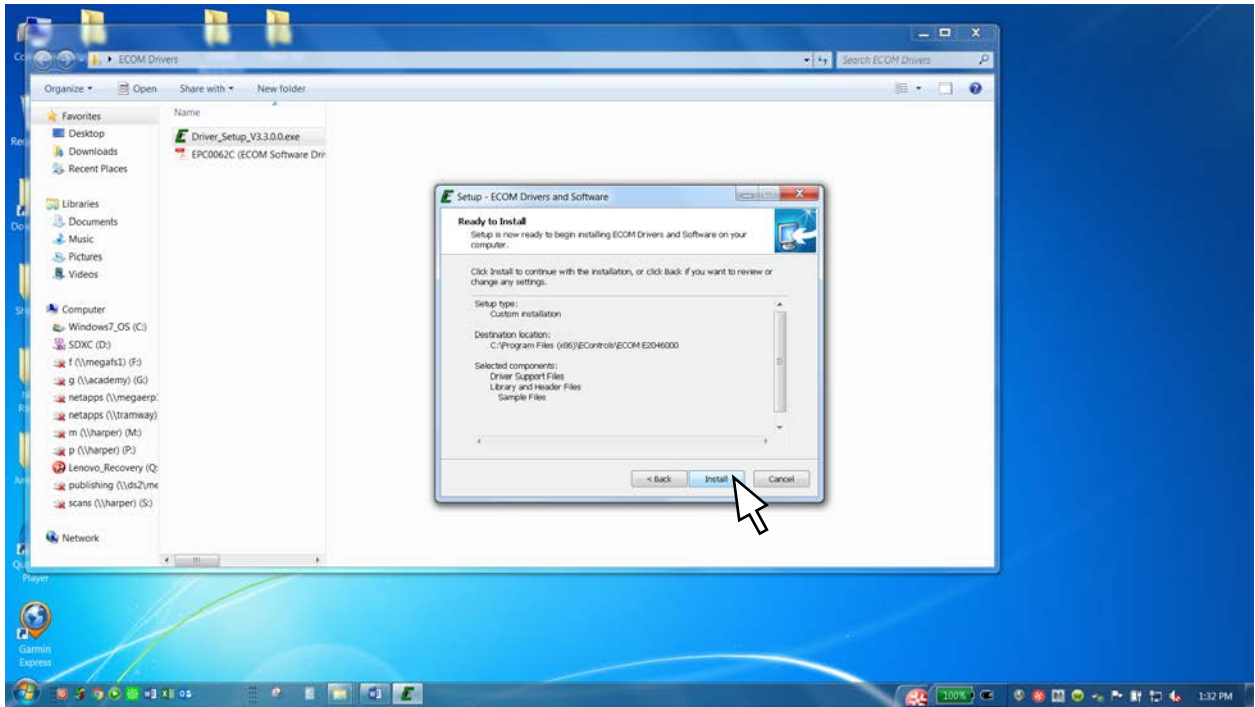 ECOM Drivers
Search ECOM Drivers
Organize
Open
Share with
New folder
Favorites
Desktop
Downloads
Recent Places
Libraries
Documents
Music
Pictures
Videos
Computer
Windows7_OS (C:)
SDXC (D:)
f (\\megafs1) (F:)
g (\\academy) (G:)
netapps (\\megaerp
netapps (\\tramway)
m (\\harper) (M:)
p (\\harper) (P:)
Lenovo_Recovery (Q:
publishing (\\ds2\me
scans (\\harper) (S:)
Network
Name
Driver_Setup_V3.3.0.0.exe
EPC0062C (ECOM Software Dri
Setup - ECOM Drivers and Software
Ready to Install
Setup is now ready to begin installing ECOM Drivers and Software on your
computer.
Click Install to continue with the installation, or click Back if you want to review or
change any settings.
Setup type:
Custom installation
Destination location:
C:\Program Files (x86)\EControls\ECOM E2046000
Selected components:
Driver Support Files
Library and Header Files
Sample Files
< Back
Install
Cancel
Player
Garmin
Express
100%
1:32 PM